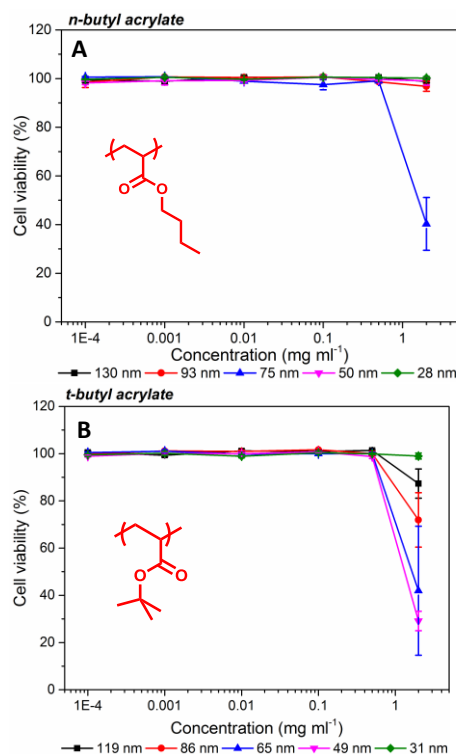 n-butyl acrylate
A
120
100
80
60
40
20
0
Cell viability (%)
O
O
1E-4 0.001 0.01 0.1 1
Concentration (mg ml⁻¹)
130 nm 93 nm 75 nm 50 nm 28 nm
t-butyl acrylate
B
120
100
80
60
40
20
0
Cell viability (%)
O
O
1E-4 0.001 0.01 0.1 1
Concentration (mg ml⁻¹)
119 nm 86 nm 65 nm 49 nm 31 nm